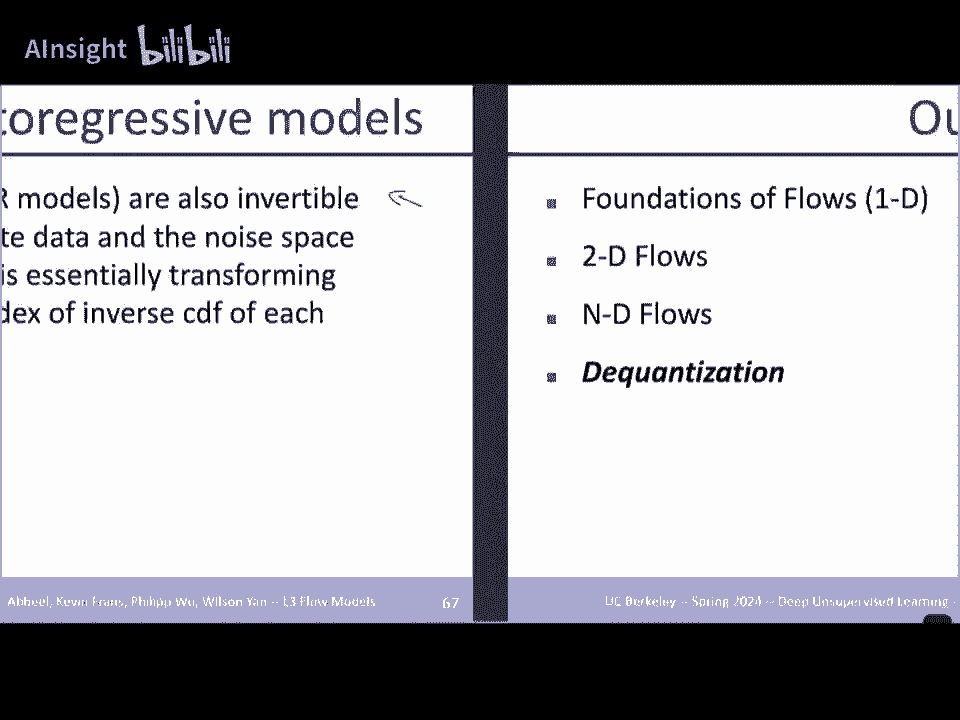 AInsight bilibili
toregressive models
R models) are also invertible
te data and the noise space
is essentially transforming
dex of inverse cdf of each
Abbeel, Kevin Frans, Philipp Wu, Wilson Yan -- L3 Flow Models
67
Ou
Foundations of Flows (1-D)
2-D Flows
N-D Flows
Dequantization
UC Berkeley -- Spring 2024 -- Deep Unsupervised Learning -